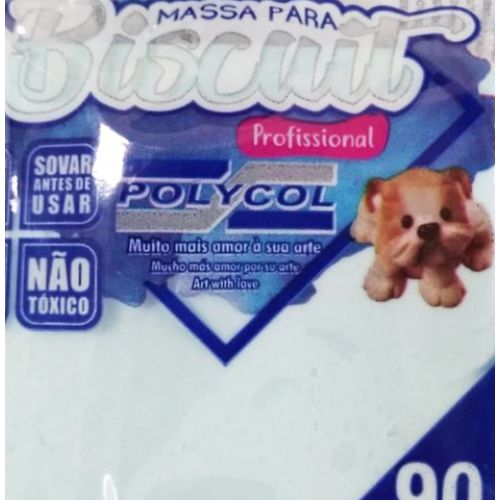 MASSA PARA
Biscuit
Profissional
SOVAR
ANTES DE
USAR
POLYCOL
Muito mais amor à sua arte
Mucho más amor por su arte
Art with love
NÃO
TÓXICO
90